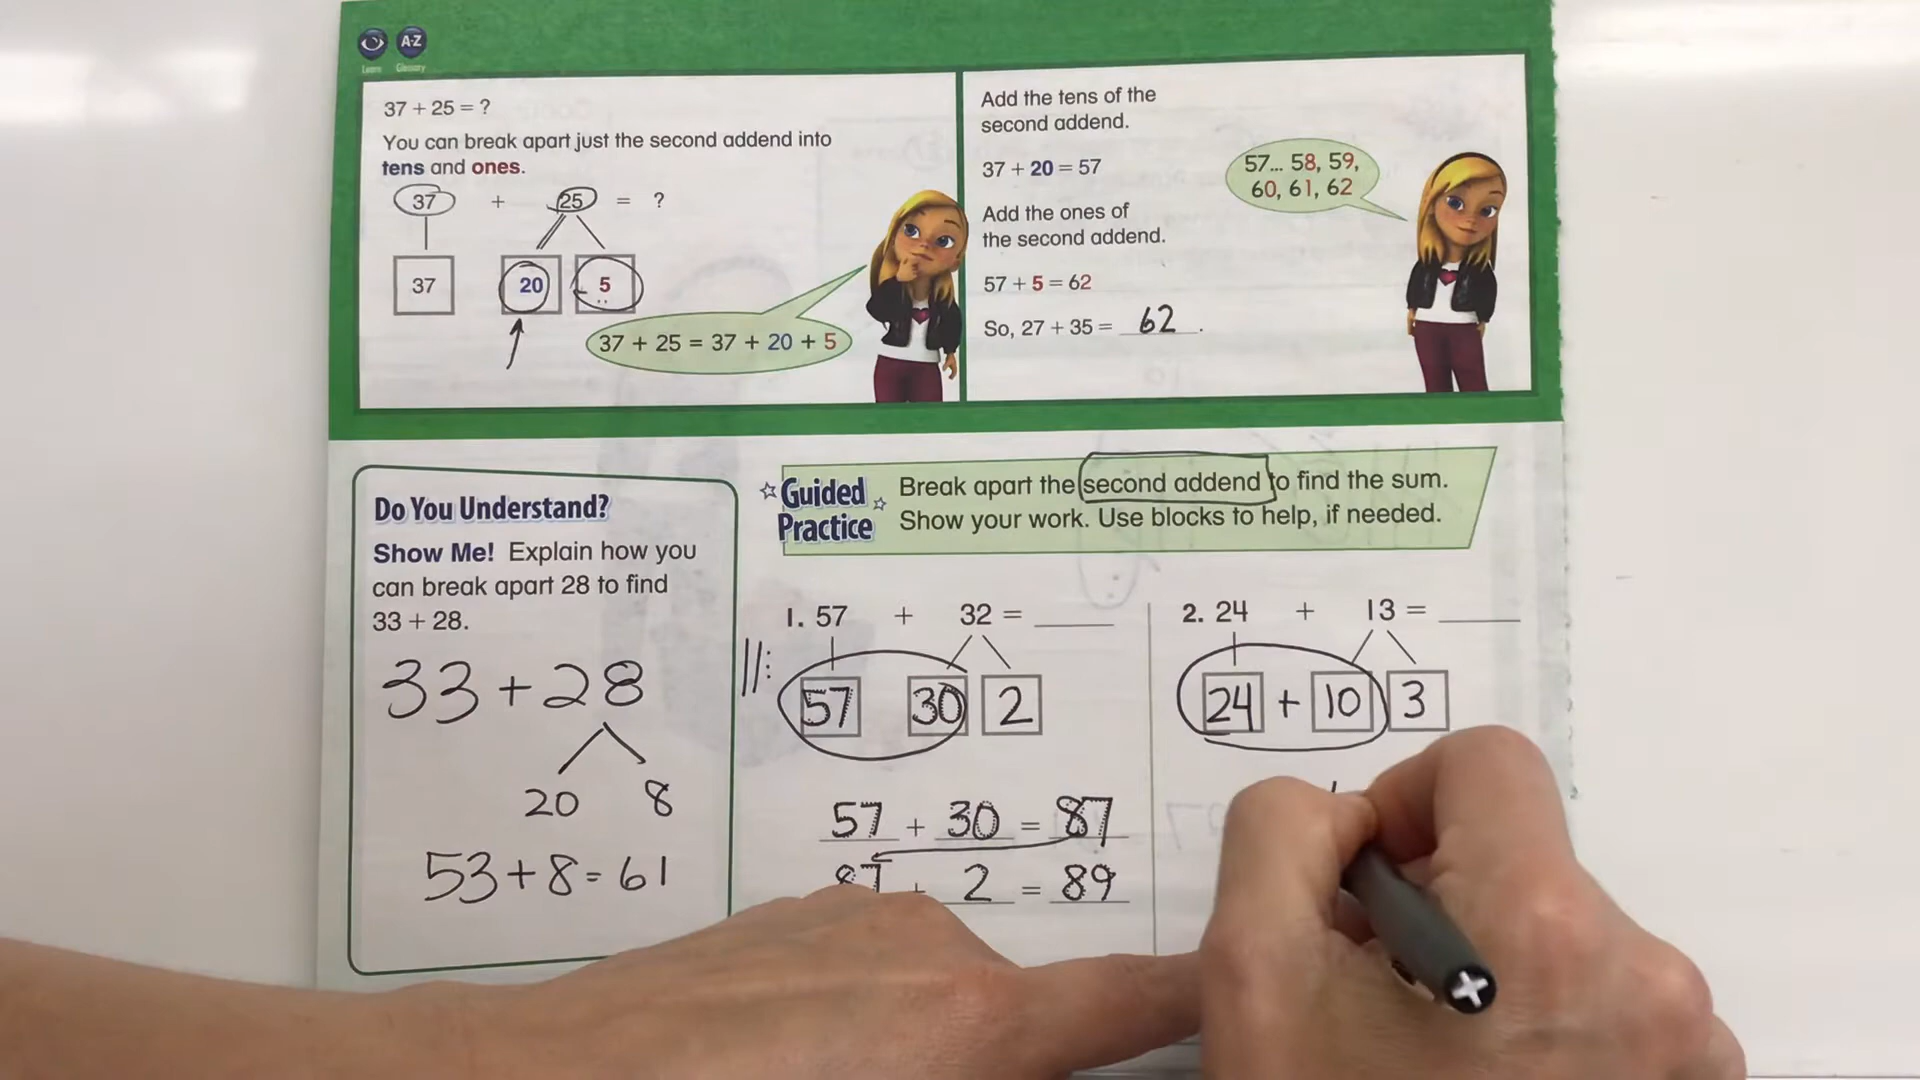 A-Z
Learn Glossary
37 + 25 = ?
You can break apart just the second addend into
tens and ones.
37 + 25 = ?
37 20 5
37 + 25 = 37 + 20 + 5
Add the tens of the
second addend.
37 + 20 = 57
Add the ones of
the second addend.
57 + 5 = 62
So, 27 + 35 = 62.
57... 58, 59,
60, 61, 62
Do You Understand?
Show Me! Explain how you
can break apart 28 to find
33 + 28.
33 + 28
20 8
53 + 8 = 61
Guided
Practice
Break apart the second addend to find the sum.
Show your work. Use blocks to help, if needed.
1. 57 + 32 = ____
57 30 2
57 + 30 = 87
87 + 2 = 89
2. 24 + 13 = ____
24 + 10 3